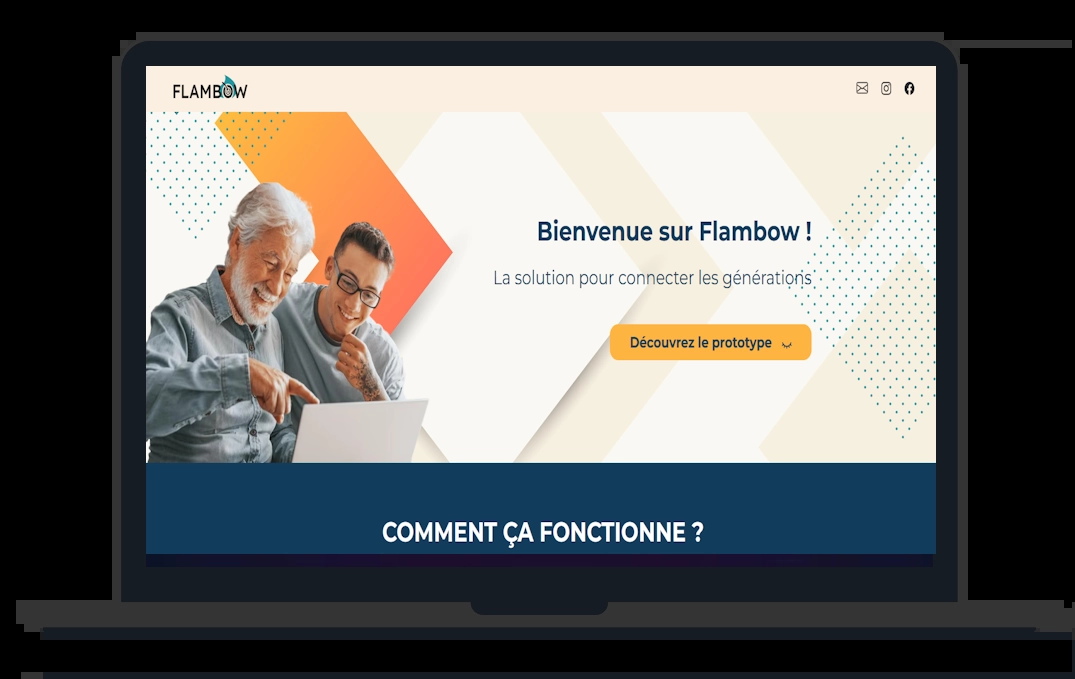 FLAMBOW
Bienvenue sur Flambow !
La solution pour connecter les générations
Découvrez le prototype
COMMENT ÇA FONCTIONNE ?